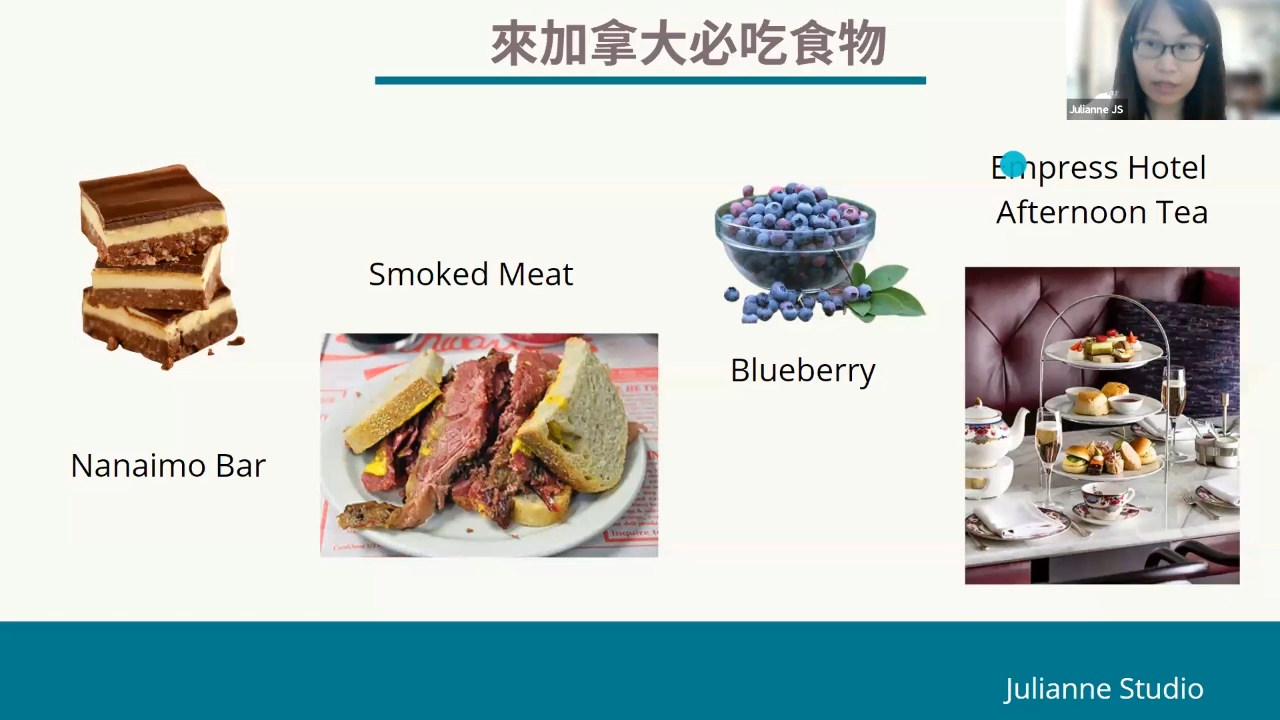 來加拿大必吃食物
Julianne JS
Empress Hotel
Afternoon Tea
Smoked Meat
Blueberry
Nanaimo Bar
Julianne Studio